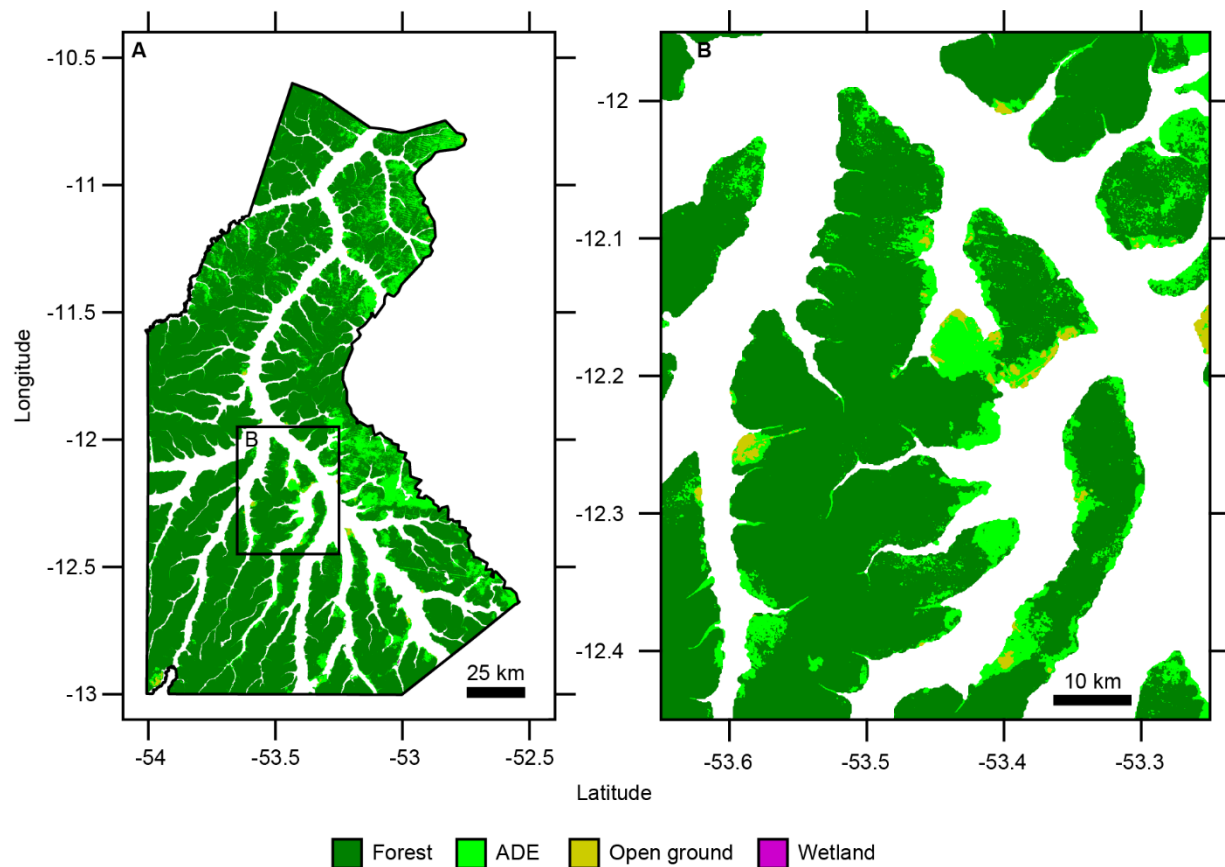 A
B
-10.5
-11
-11.5
-12
-12.5
-13
Longitude
B
25 km
-54
-53.5
-53
-52.5
-12
-12.1
-12.2
-12.3
-12.4
10 km
-53.6
-53.5
-53.4
-53.3
Latitude
Forest
ADE
Open ground
Wetland